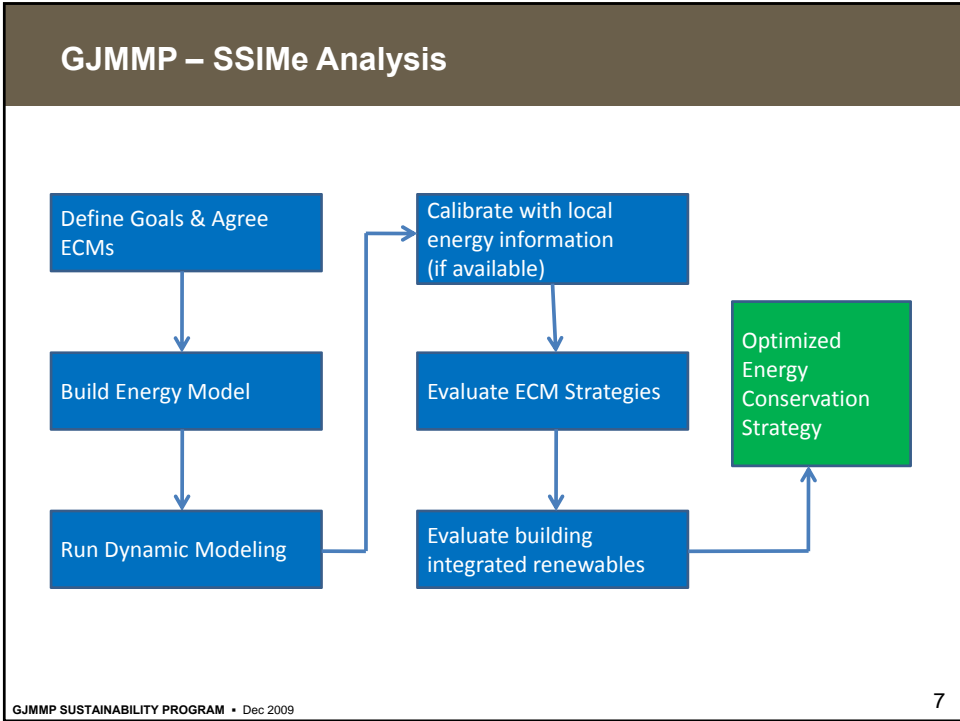 GJMMP – SSIMe Analysis
Define Goals & Agree
ECMs
Build Energy Model
Run Dynamic Modeling
Calibrate with local
energy information
(if available)
Evaluate ECM Strategies
Evaluate building
integrated renewables
Optimized
Energy
Conservation
Strategy
GJMMP SUSTAINABILITY PROGRAM ▪ Dec 2009
7